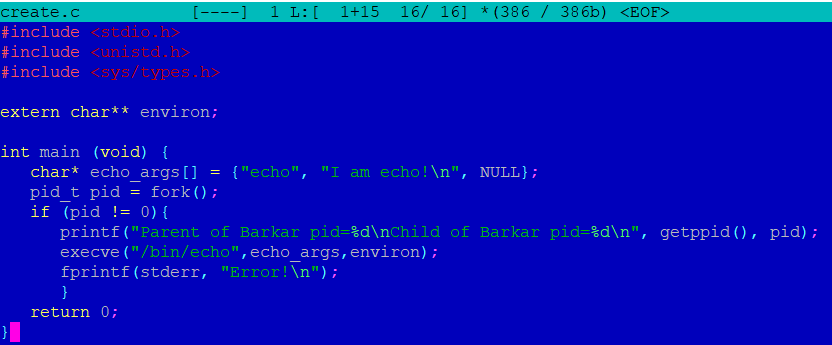 create.c [----] 1 L:[ 1+15 16/ 16] *(386 / 386b) <EOF>
#include <stdio.h>
#include <unistd.h>
#include <sys/types.h>
extern char** environ;
int main (void) {
char* echo_args[] = {"echo", "I am echo!\n", NULL};
pid_t pid = fork();
if (pid != 0){
printf("Parent of Barkar pid=%d\nChild of Barkar pid=%d\n", getppid(), pid);
execve("/bin/echo",echo_args,environ);
fprintf(stderr, "Error!\n");
}
return 0;
}